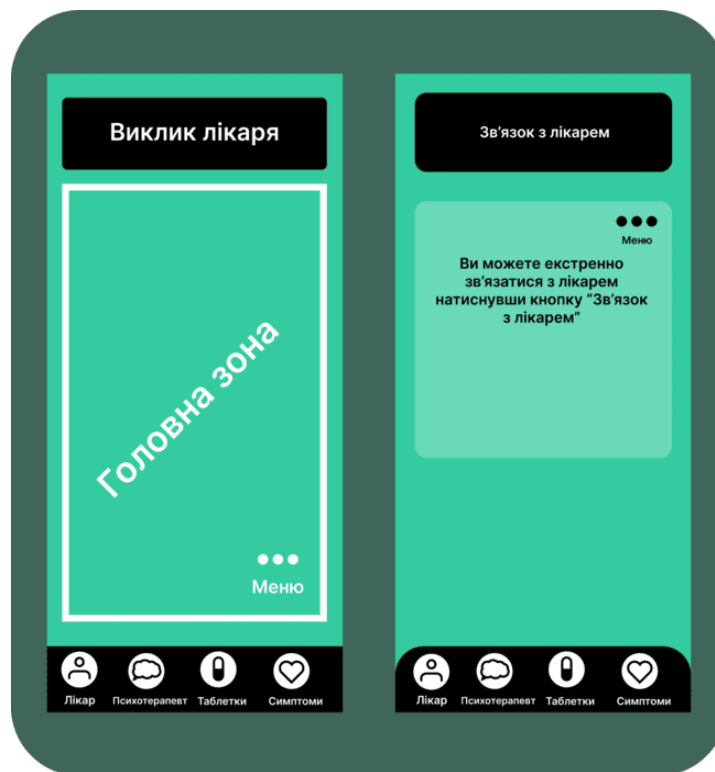 Виклик лікаря
Головна зона
Меню
Лікар
Психотерапевт
Таблетки
Симптоми
Зв’язок з лікарем
Меню
Ви можете екстренно
зв’язатися з лікарем
натиснувши кнопку “Зв’язок
з лікарем”
Лікар
Психотерапевт
Таблетки
Симптоми